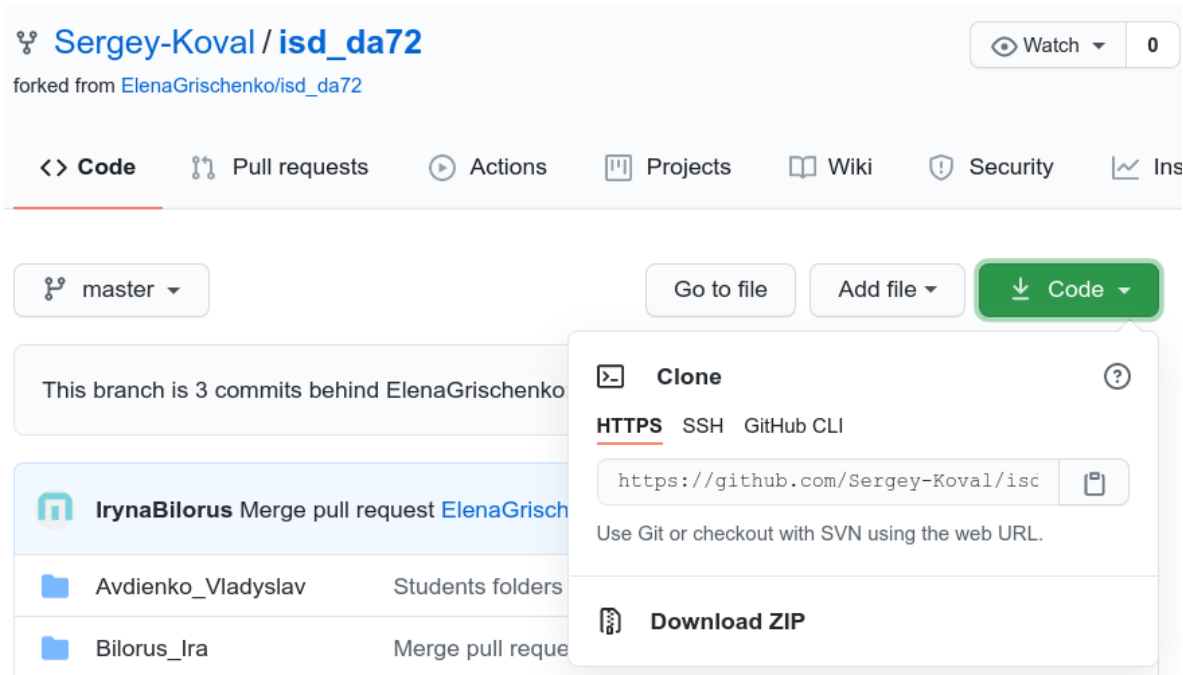 Sergey-Koval / isd_da72
Watch 0
forked from ElenaGrischenko/isd_da72
Code Pull requests Actions Projects Wiki Security Ins
master Go to file Add file Code
This branch is 3 commits behind ElenaGrischenko
Clone
HTTPS SSH GitHub CLI
https://github.com/Sergey-Koval/isd
Use Git or checkout with SVN using the web URL.
IrynaBilorus Merge pull request ElenaGrisch
Avdienko_Vladyslav Students folders
Download ZIP
Bilorus_Ira Merge pull reque